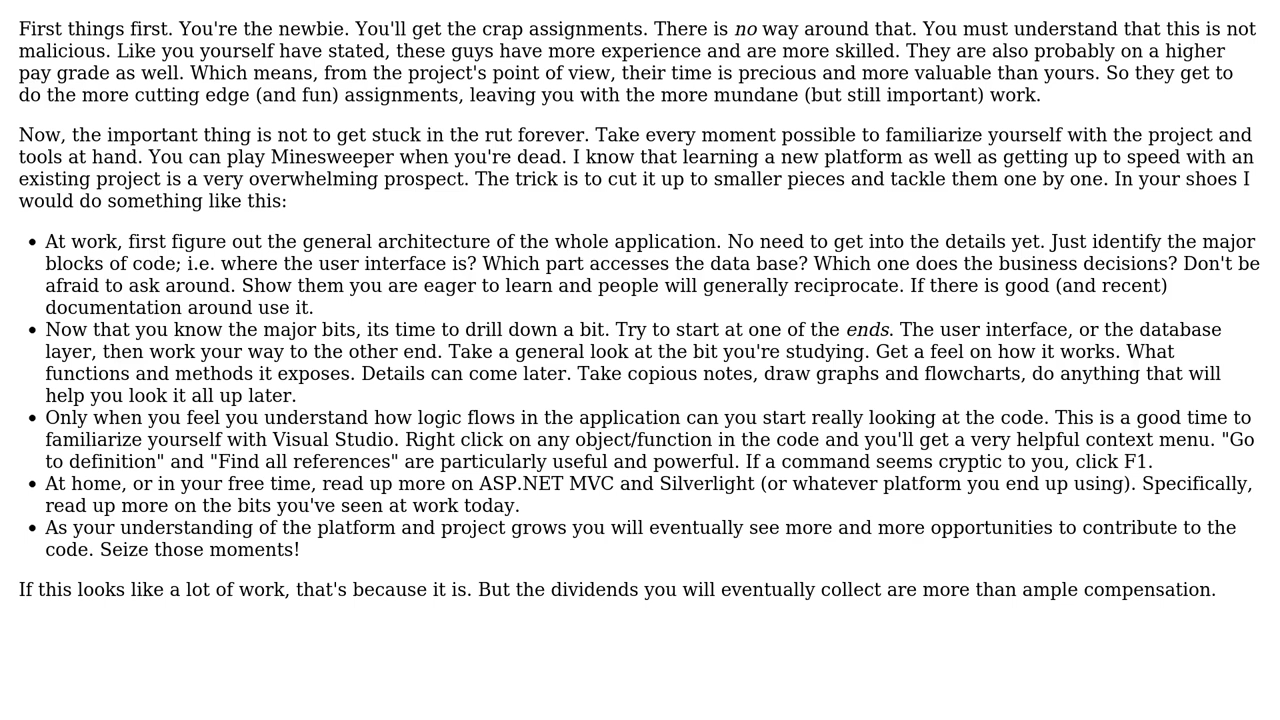 First things first. You're the newbie. You'll get the crap assignments. There is no way around that. You must understand that this is not
malicious. Like you yourself have stated, these guys have more experience and are more skilled. They are also probably on a higher
pay grade as well. Which means, from the project's point of view, their time is precious and more valuable than yours. So they get to
do the more cutting edge (and fun) assignments, leaving you with the more mundane (but still important) work.
Now, the important thing is not to get stuck in the rut forever. Take every moment possible to familiarize yourself with the project and
tools at hand. You can play Minesweeper when you're dead. I know that learning a new platform as well as getting up to speed with an
existing project is a very overwhelming prospect. The trick is to cut it up to smaller pieces and tackle them one by one. In your shoes I
would do something like this:
• At work, first figure out the general architecture of the whole application. No need to get into the details yet. Just identify the major
blocks of code; i.e. where the user interface is? Which part accesses the data base? Which one does the business decisions? Don't be
afraid to ask around. Show them you are eager to learn and people will generally reciprocate. If there is good (and recent)
documentation around use it.
• Now that you know the major bits, its time to drill down a bit. Try to start at one of the ends. The user interface, or the database
layer, then work your way to the other end. Take a general look at the bit you're studying. Get a feel on how it works. What
functions and methods it exposes. Details can come later. Take copious notes, draw graphs and flowcharts, do anything that will
help you look it all up later.
• Only when you feel you understand how logic flows in the application can you start really looking at the code. This is a good time to
familiarize yourself with Visual Studio. Right click on any object/function in the code and you'll get a very helpful context menu. "Go
to definition" and "Find all references" are particularly useful and powerful. If a command seems cryptic to you, click F1.
• At home, or in your free time, read up more on ASP.NET MVC and Silverlight (or whatever platform you end up using). Specifically,
read up more on the bits you've seen at work today.
• As your understanding of the platform and project grows you will eventually see more and more opportunities to contribute to the
code. Seize those moments!
If this looks like a lot of work, that's because it is. But the dividends you will eventually collect are more than ample compensation.